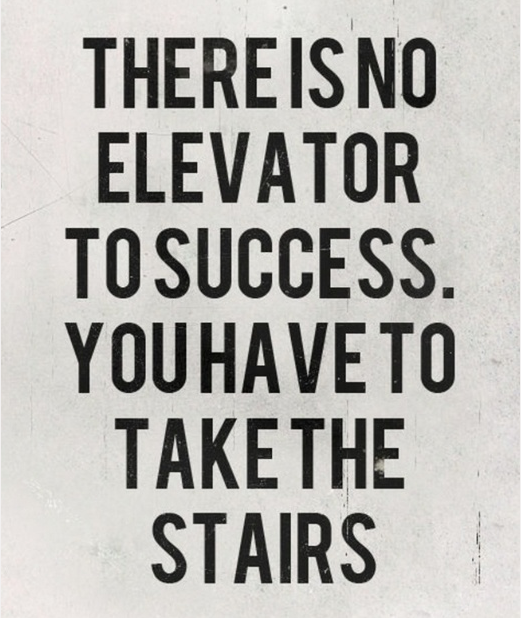 THERE IS NO
ELEVATOR
TO SUCCESS.
YOU HAVE TO
TAKE THE
STAIRS